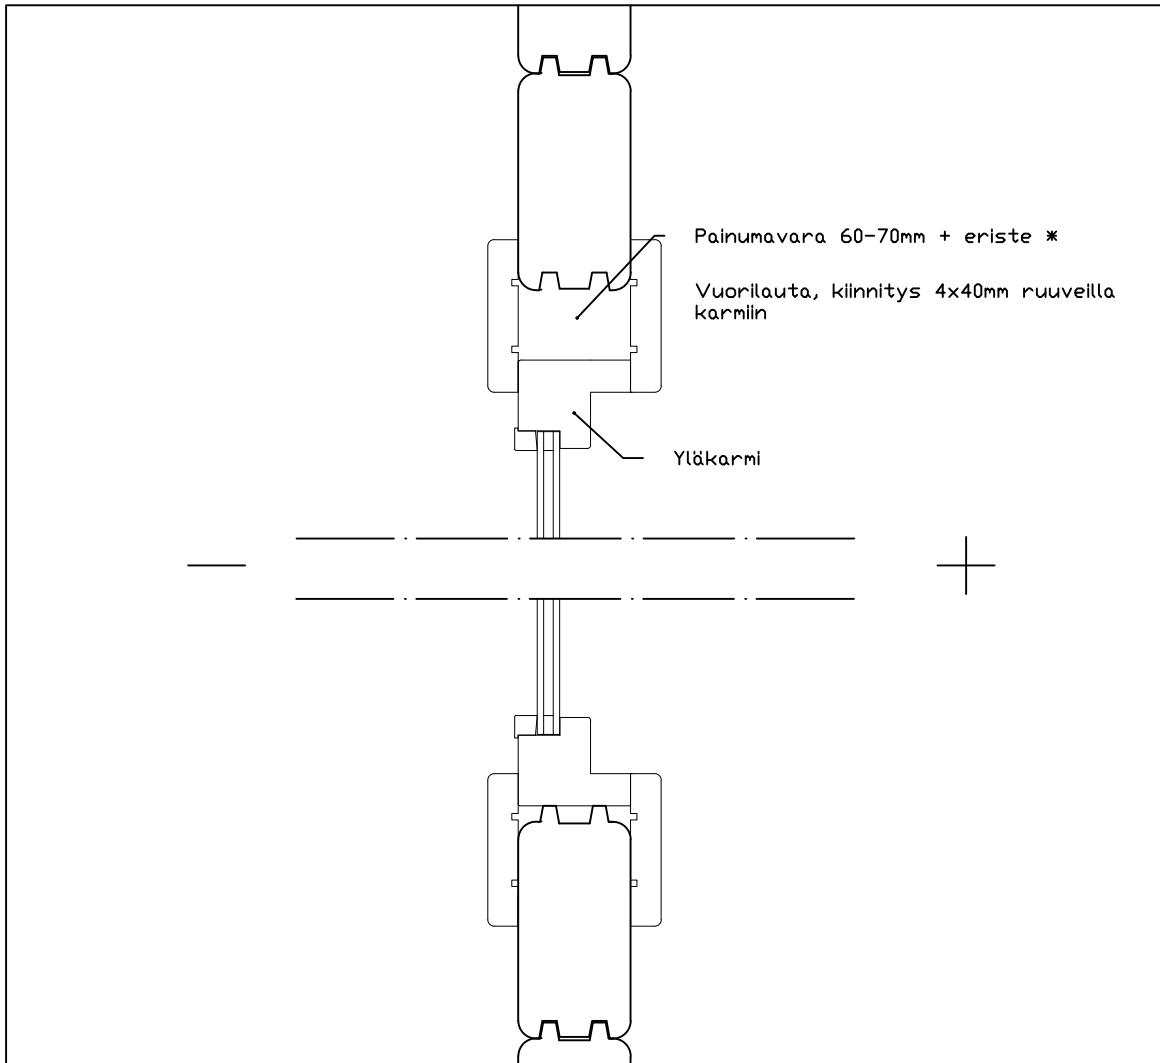 Painumavara 60-70mm + eriste *
Vuorilauta, kiinnitys 4x40mm ruuveilla
karmiin
Yläkarmi